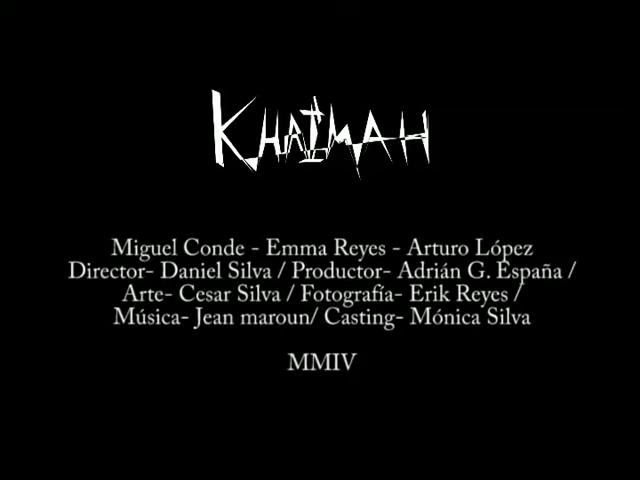 KHAIMAH
Miguel Conde - Emma Reyes - Arturo López
Director- Daniel Silva / Productor- Adrián G. España /
Arte- Cesar Silva / Fotografía- Erik Reyes /
Música- Jean maroun/ Casting- Mónica Silva
MMIV